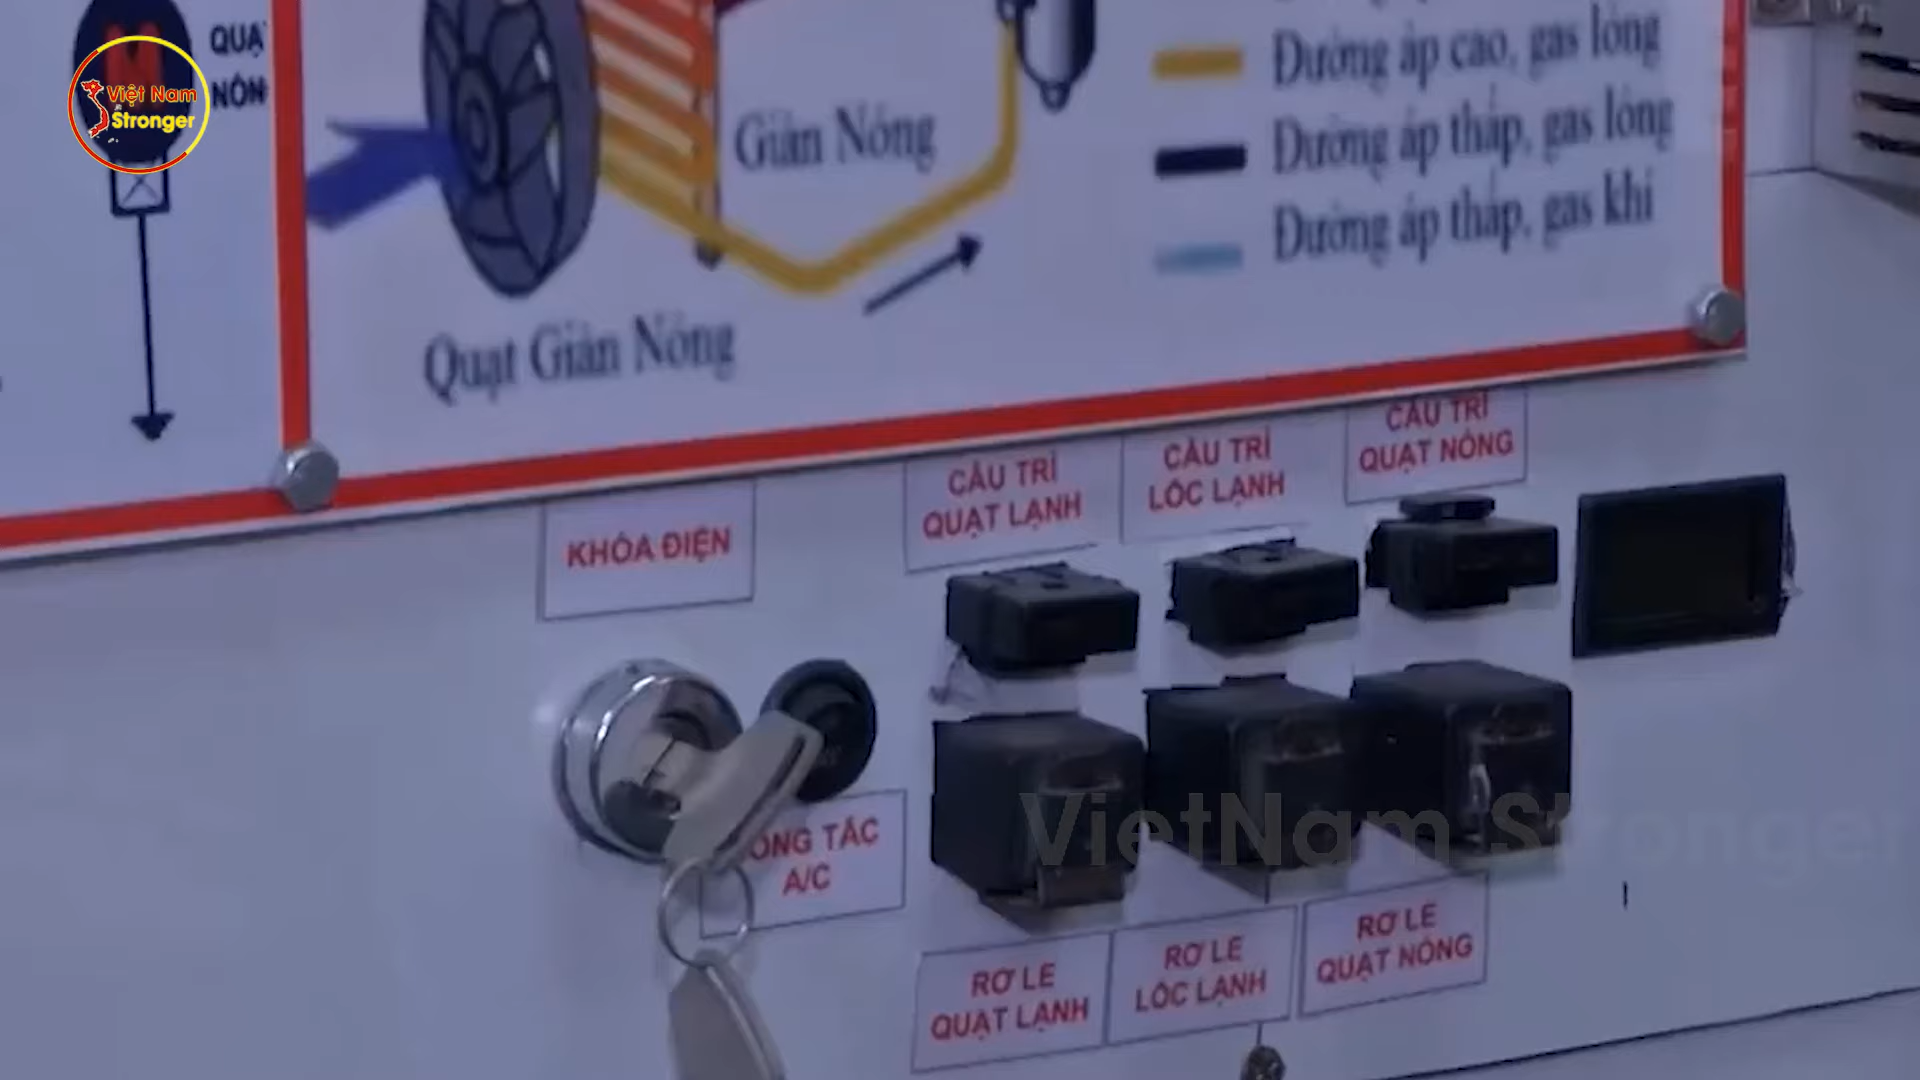 QUẠ
NÓN
Việt Nam
Stronger
Đường áp cao, gas lỏng
Giàn Nóng
Đường áp thấp, gas lỏng
Đường áp thấp, gas khí
Quạt Giàn Nóng
KHÓA ĐIỆN
CẦU TRÌ
QUẠT LẠNH
CẦU TRÌ
LỐC LẠNH
CẦU TRÌ
QUẠT NÓNG
ÔNG TẮC
A/C
VietNam Stronger
RƠ LE
QUẠT LẠNH
RƠ LE
LỐC LẠNH
RƠ LE
QUẠT NÓNG